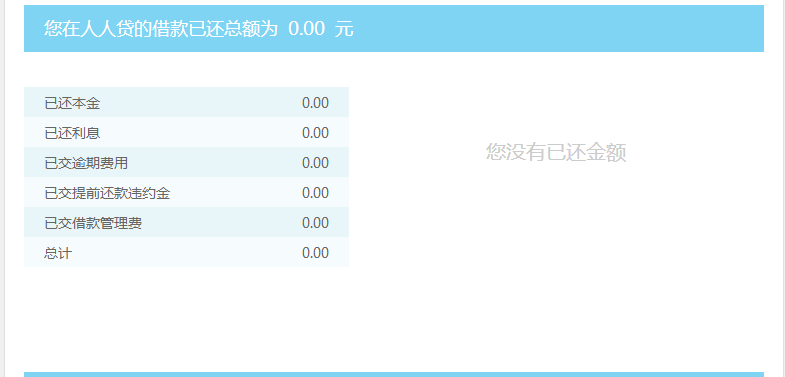 您在人人贷的借款已还总额为 0.00 元
已还本金 0.00
已还利息 0.00
已交逾期费用 0.00
已交提前还款违约金 0.00
已交借款管理费 0.00
总计 0.00
您没有已还金额